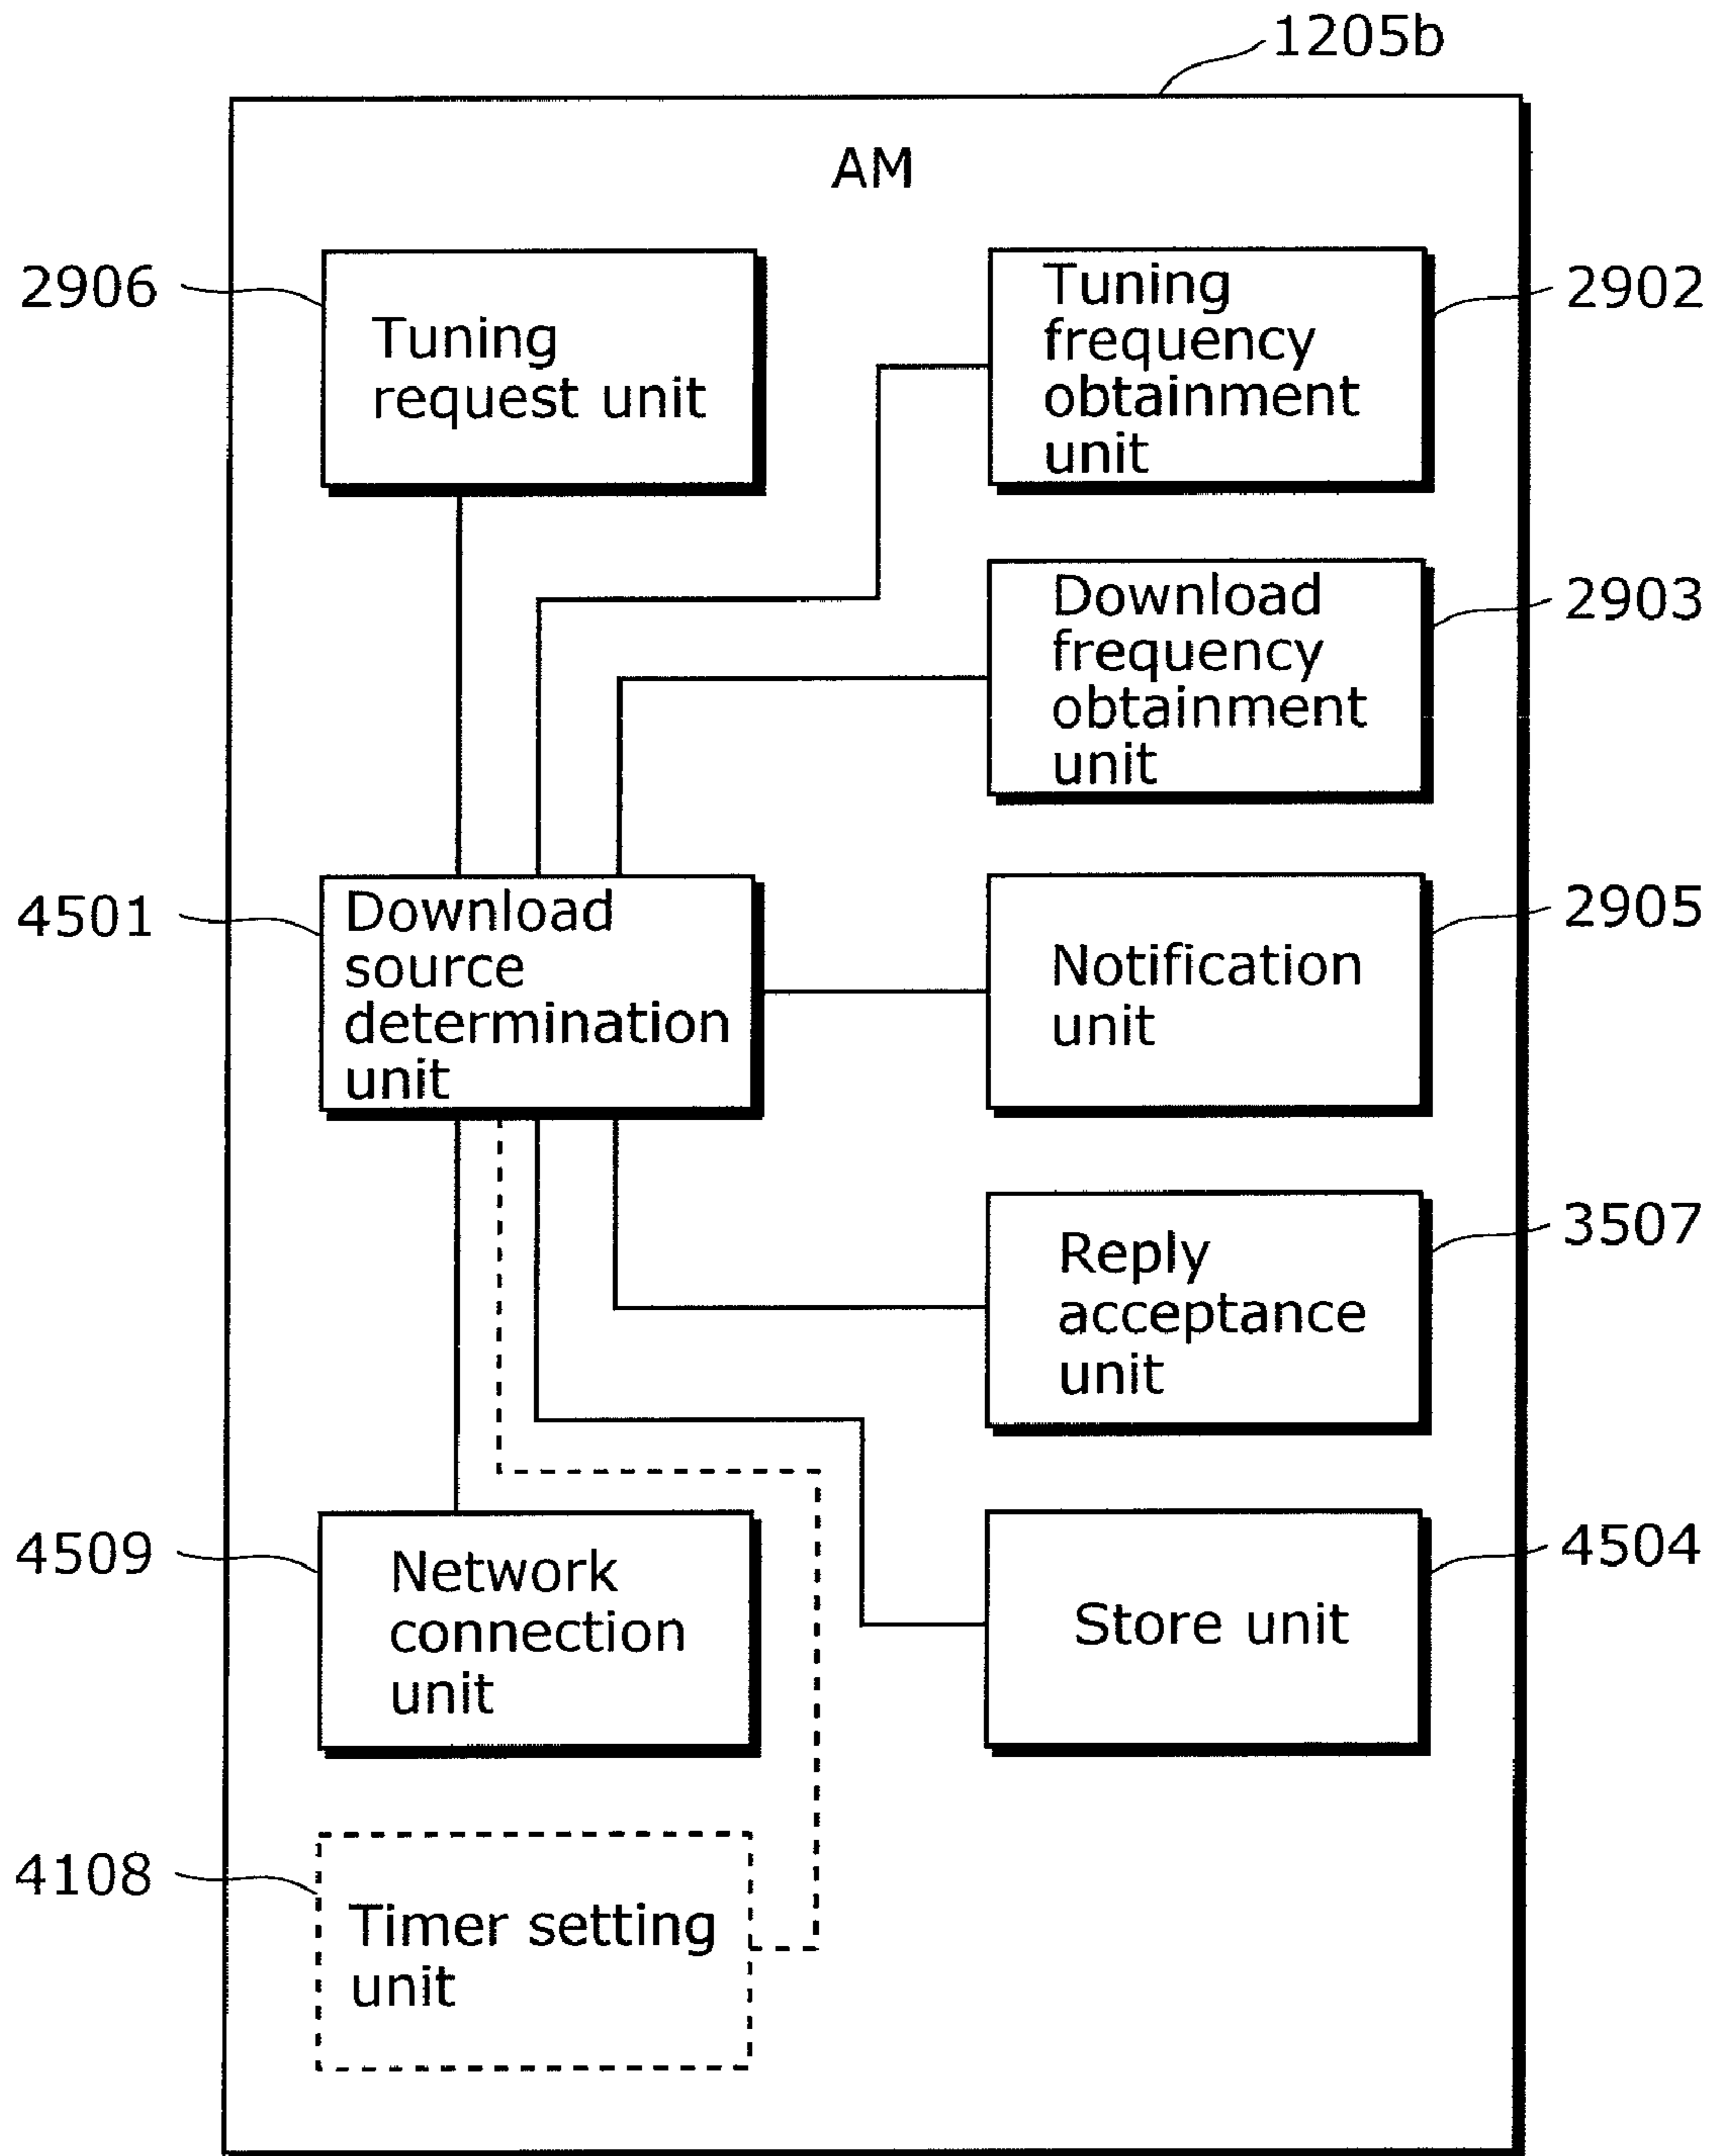 1205b
AM
2906
Tuning
request unit
Tuning
frequency
obtainment
unit
2902
Download
frequency
obtainment
unit
2903
4501
Download
source
determination
unit
Notification
unit
2905
Reply
acceptance
unit
3507
4509
Network
connection
unit
Store unit
4504
4108
Timer setting
unit